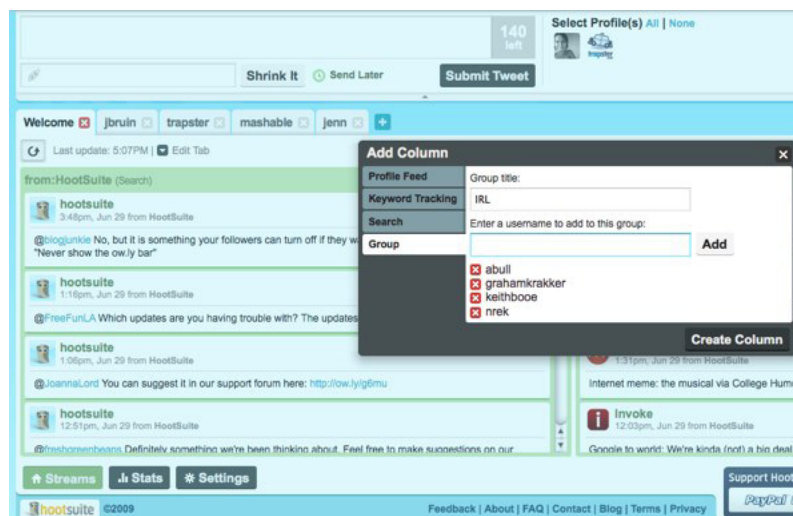 140
left
Select Profile(s) All | None
trapster
Shrink It
Send Later
Submit Tweet
Welcome
jbruin
trapster
mashable
jenn
Last update: 5:07PM |
Edit Tab
from:HootSuite (Search)
hootsuite
3:48pm, Jun 29 from HootSuite
@blogjunkie No, but it is something your followers can turn off if they wa
"Never show the ow.ly bar"
hootsuite
1:16pm, Jun 29 from HootSuite
@FreeFunLA Which updates are you having trouble with? The updates
hootsuite
1:06pm, Jun 29 from HootSuite
@JoannaLord You can suggest it in our support forum here: http://ow.ly/g6mu
hootsuite
12:51pm, Jun 29 from HootSuite
@freshgreenbeans Definitely something we're been thinking about. Feel free to make suggestions on our
Add Column
Profile Feed
Keyword Tracking
Search
Group
Group title:
IRL
Enter a username to add to this group:
Add
abull
grahamkrakker
keithbooe
nrek
Create Column
1:31pm, Jun 29 from HootSuite
Internet meme: the musical via College Hum
Invoke
12:03pm, Jun 29 from HootSuite
Google to world: We're kinda (not) a big deal
Streams
Stats
Settings
Support Hoot
PayPal
hootsuite ©2009
Feedback | About | FAQ | Contact | Blog | Terms | Privacy